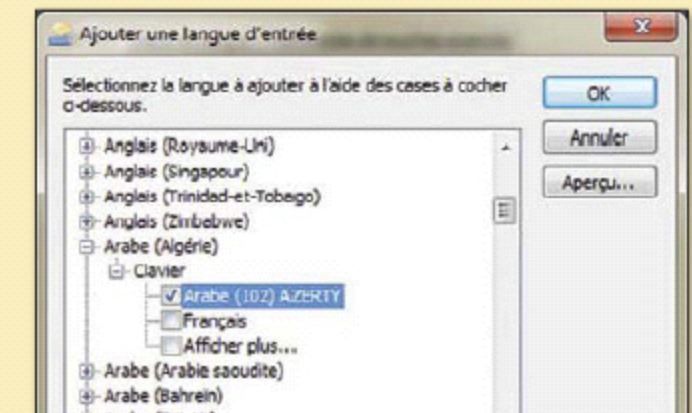 Ajouter une langue d'entrée
Sélectionnez la langue à ajouter à l'aide des cases à cocher
ci-dessous.
OK
Annuler
Aperçu...
Anglais (Royaume-Uni)
Anglais (Singapour)
Anglais (Trinidad-et-Tobago)
Anglais (Zimbabwe)
Arabe (Algérie)
Clavier
Arabe (102) AZERTY
Français
Afficher plus...
Arabe (Arabie saoudite)
Arabe (Bahrein)